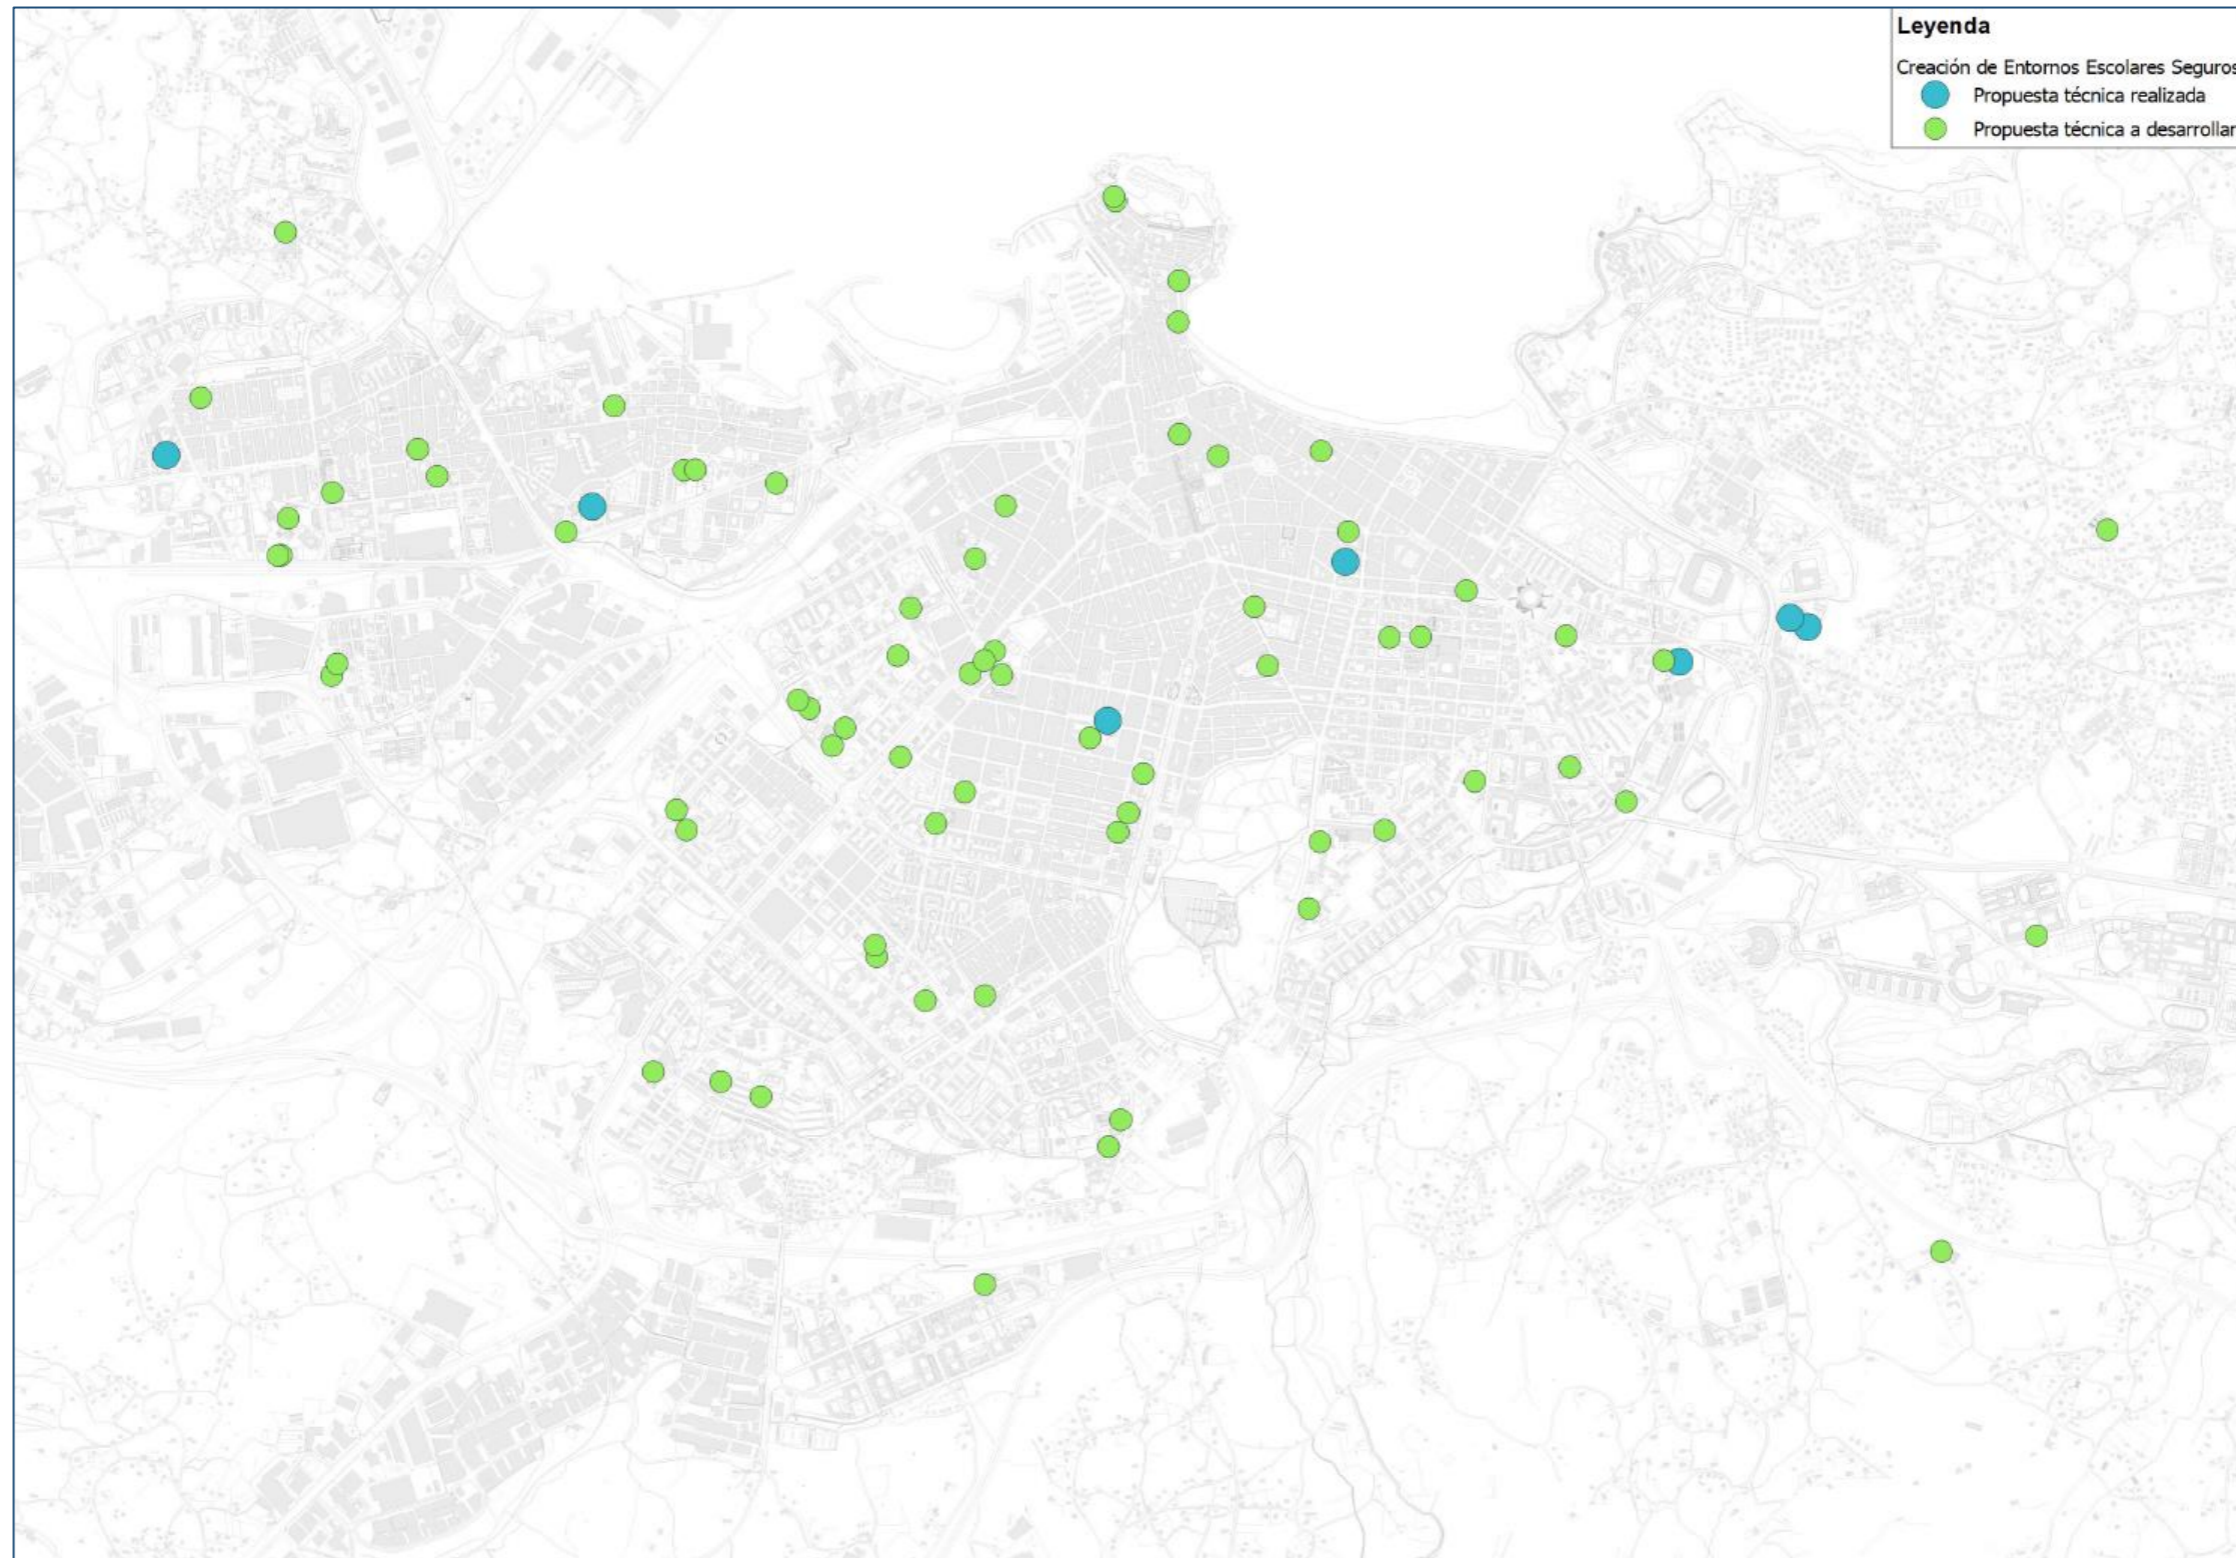 Leyenda
Creación de Entornos Escolares Seguros
Propuesta técnica realizada
Propuesta técnica a desarrollar